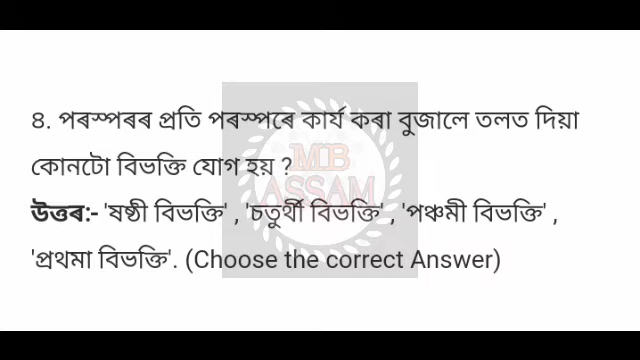 ৪. পৰস্পৰৰ প্ৰতি পৰস্পৰে কাৰ্য কৰা বুজালে তলত দিয়া
কোনটো বিভক্তি যোগ হয় ?
উত্তৰ:- 'ষষ্ঠী বিভক্তি' , 'চতুৰ্থী বিভক্তি' , 'পঞ্চমী বিভক্তি' ,
'প্ৰথমা বিভক্তি'. (Choose the correct Answer)
MB
ASSAM